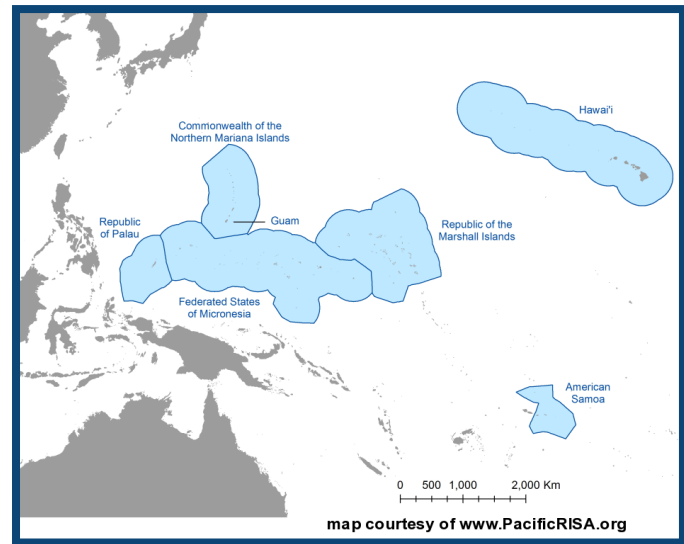 Hawai'i
Commonwealth of the
Northern Mariana Islands
Guam
Republic
of Palau
Republic of the
Marshall Islands
Federated States
of Micronesia
American
Samoa
0 500 1,000 2,000 Km
map courtesy of www.PacificRISA.org